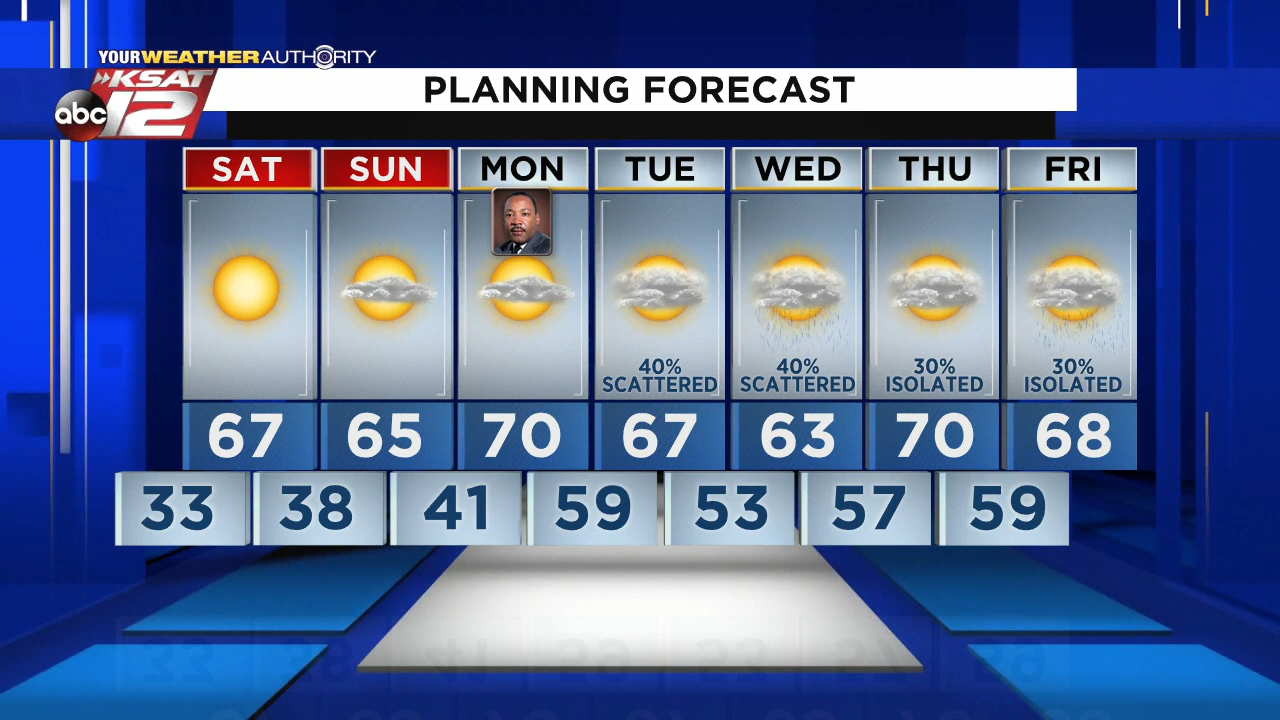 YOURWEATHERAUTHORITY
KSAT
abc 12
PLANNING FORECAST
SAT SUN MON TUE WED THU FRI
40% 40% 30% 30%
SCATTERED SCATTERED ISOLATED ISOLATED
67 65 70 67 63 70 68
33 38 41 59 53 57 59